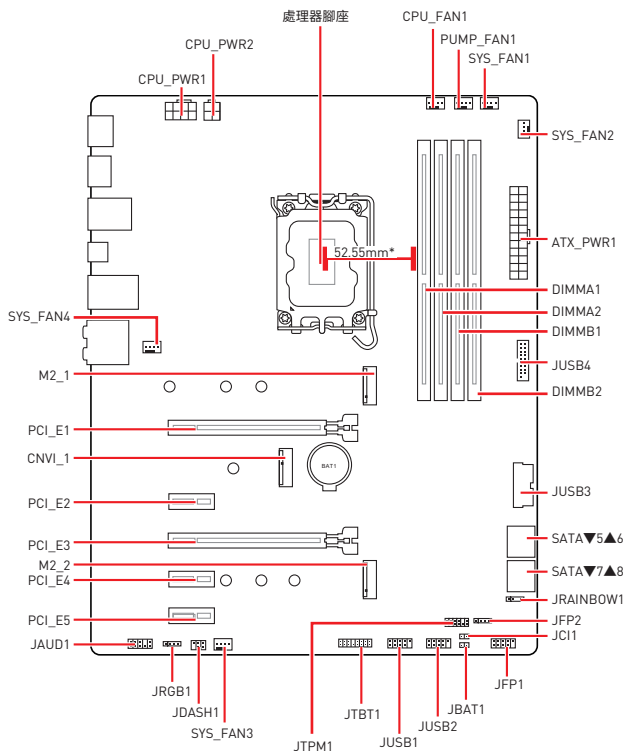 處理器腳座
CPU_FAN1
PUMP_FAN1
SYS_FAN1
CPU_PWR2
CPU_PWR1
SYS_FAN2
ATX_PWR1
52.55mm*
DIMMA1
DIMMA2
SYS_FAN4
DIMMB1
JUSB4
M2_1
DIMMB2
PCI_E1
CNVI_1
BAT1
JUSB3
PCI_E2
PCI_E3
SATA▼5▲6
M2_2
SATA▼7▲8
PCI_E4
JRAINBOW1
PCI_E5
JFP2
JAUD1
JCI1
JRGB1
JDASH1
SYS_FAN3
JTPM1
JTBT1
JUSB1
JUSB2
JBAT1
JFP1